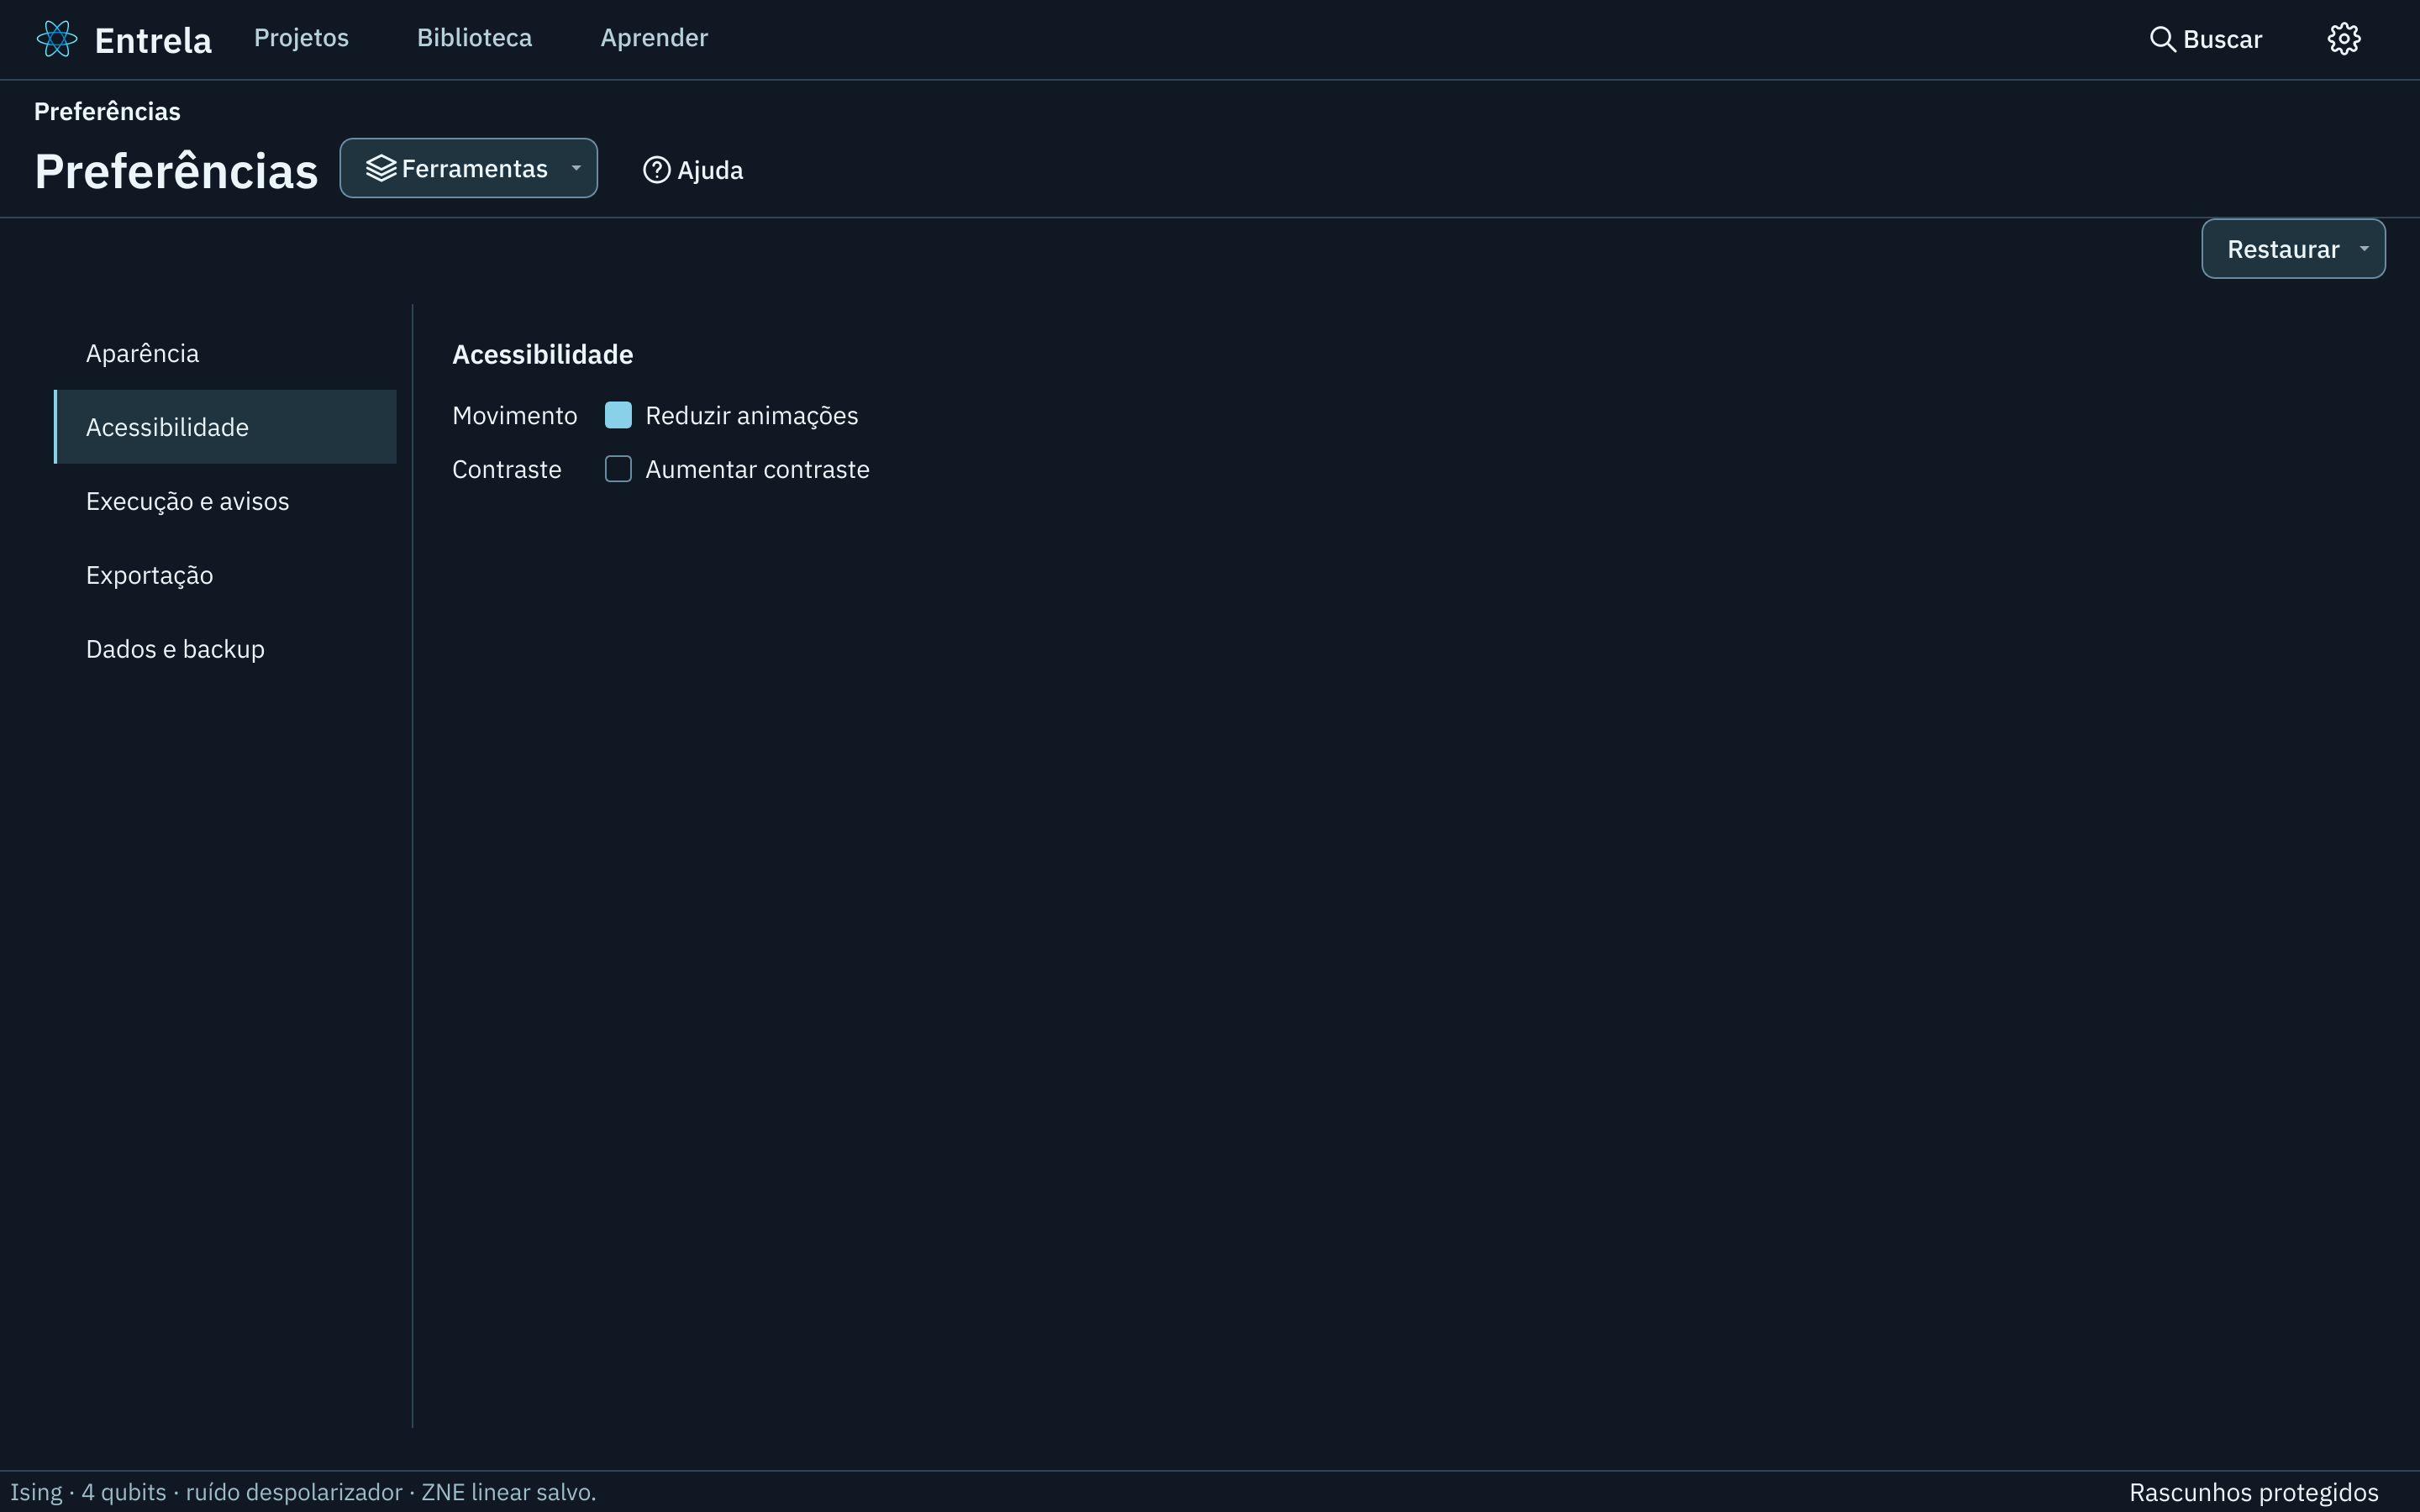 Entrela Projetos Biblioteca Aprender Buscar
Preferências
Preferências Ferramentas Ajuda
Restaurar
Aparência
Acessibilidade
Execução e avisos
Exportação
Dados e backup
Acessibilidade
Movimento Reduzir animações
Contraste Aumentar contraste
Ising · 4 qubits · ruído despolarizador · ZNE linear salvo.
Rascunhos protegidos